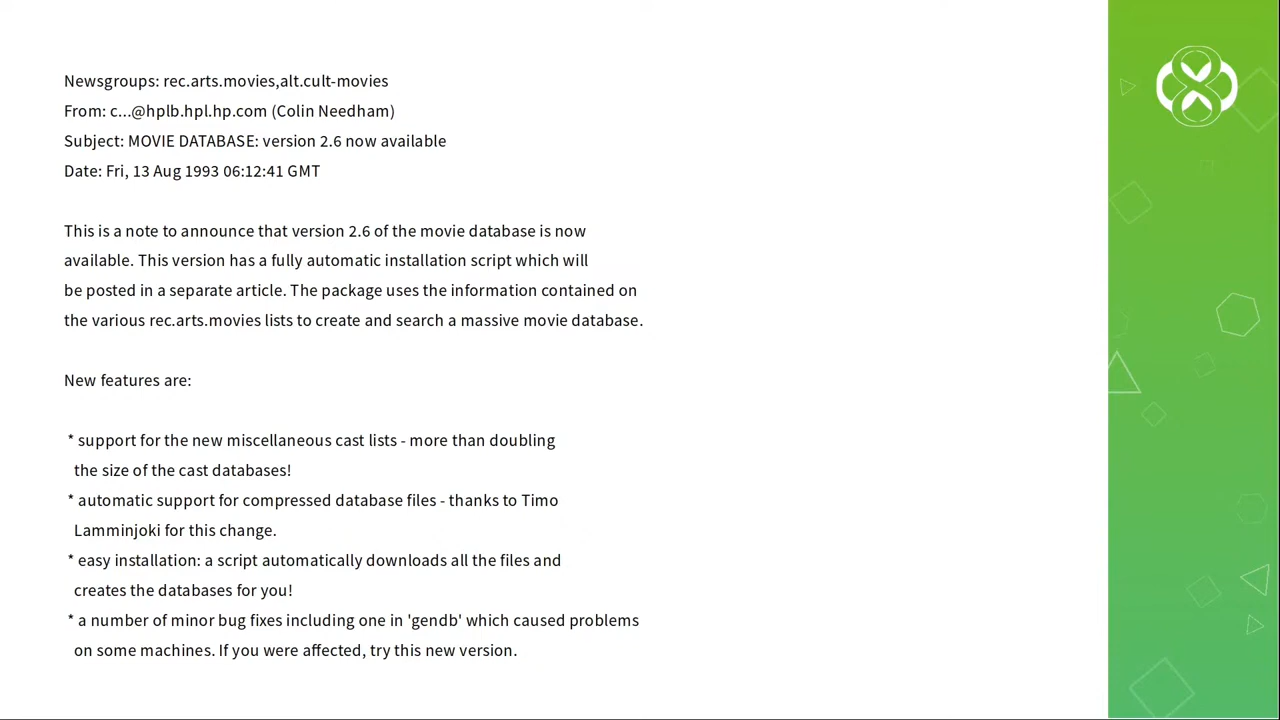 Newsgroups: rec.arts.movies,alt.cult-movies
From: c...@hplb.hpl.hp.com (Colin Needham)
Subject: MOVIE DATABASE: version 2.6 now available
Date: Fri, 13 Aug 1993 06:12:41 GMT
This is a note to announce that version 2.6 of the movie database is now
available. This version has a fully automatic installation script which will
be posted in a separate article. The package uses the information contained on
the various rec.arts.movies lists to create and search a massive movie database.
New features are:
* support for the new miscellaneous cast lists - more than doubling
the size of the cast databases!
* automatic support for compressed database files - thanks to Timo
Lamminjoki for this change.
* easy installation: a script automatically downloads all the files and
creates the databases for you!
* a number of minor bug fixes including one in 'gendb' which caused problems
on some machines. If you were affected, try this new version.